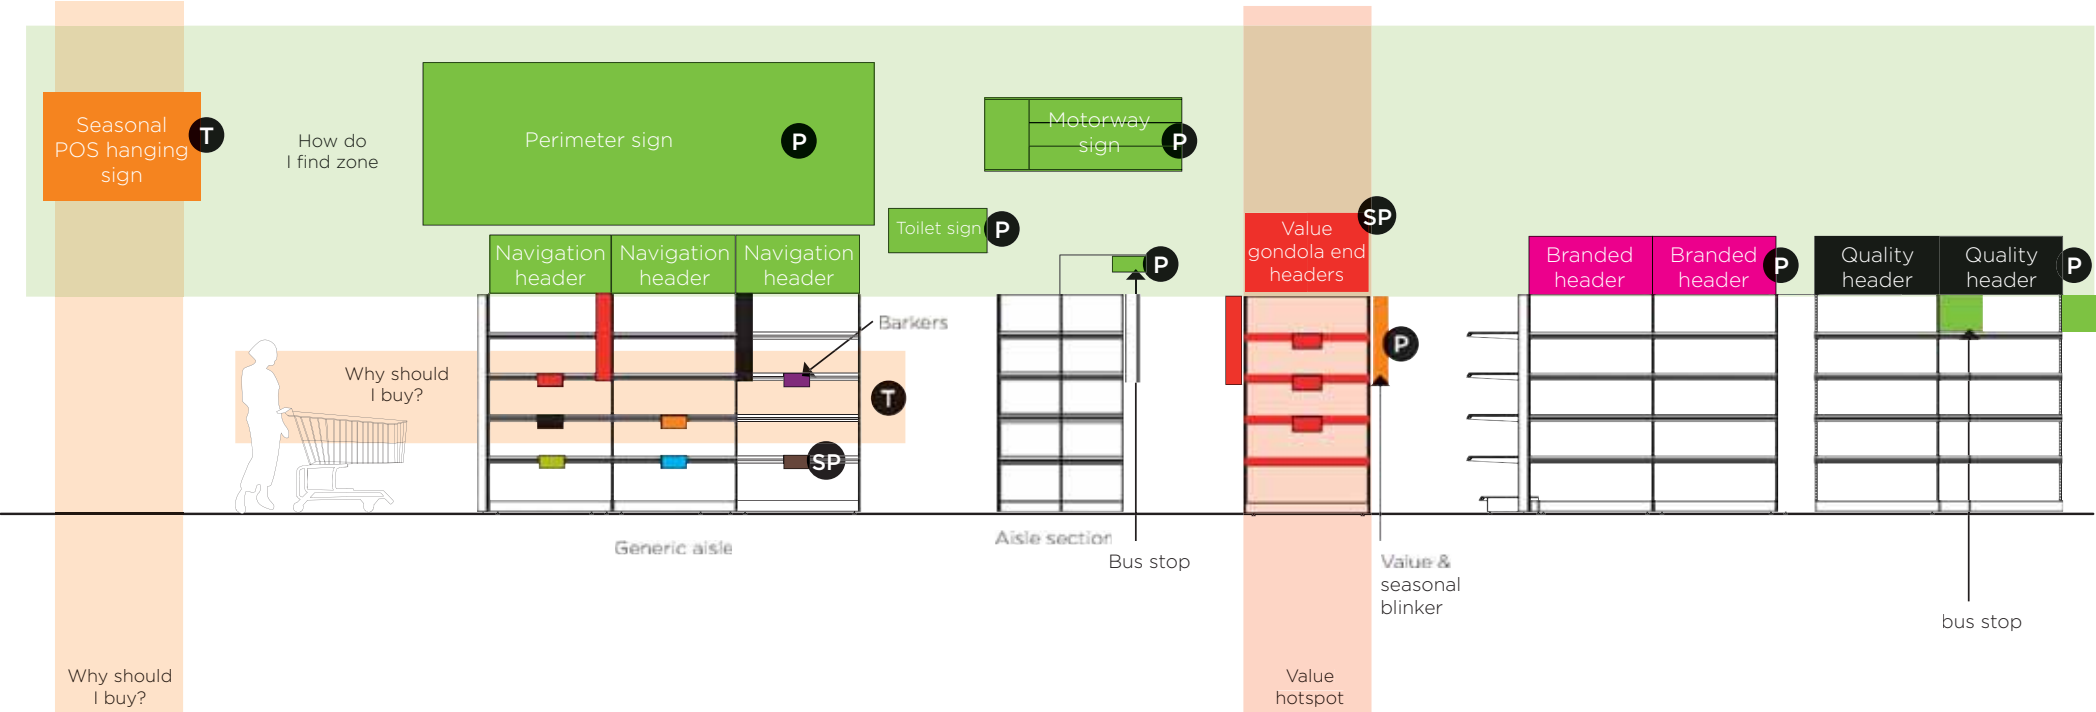 Seasonal
POS hanging
sign
T
How do
I find zone
Perimeter sign
P
Motorway
sign
P
Toilet sign
P
Navigation
header
Navigation
header
Navigation
header
P
Value
gondola end
headers
SP
Branded
header
Branded
header
P
Quality
header
Quality
header
P
Barkers
Why should
I buy?
T
SP
P
Generic aisle
Aisle section
Bus stop
Value &
seasonal
blinker
bus stop
Why should
I buy?
Value
hotspot